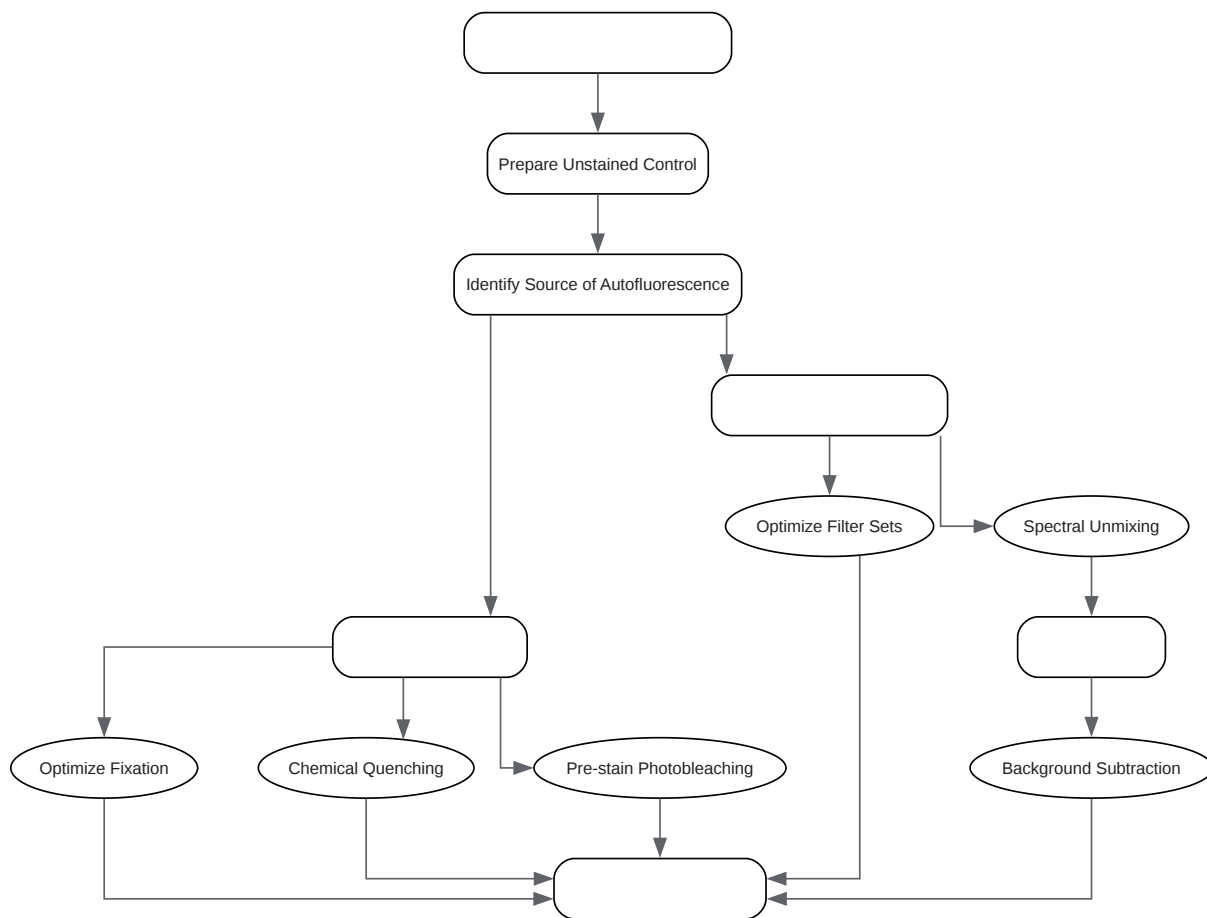 Prepare Unstained Control
Identify Source of Autofluorescence
Optimize Filter Sets
Spectral Unmixing
Optimize Fixation
Chemical Quenching
Pre-stain Photobleaching
Background Subtraction